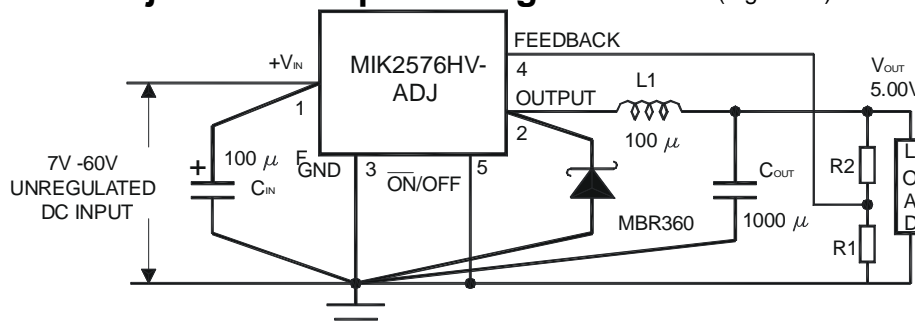 FEEDBACK
+VIN
MIK2576HV-
ADJ
4
L1
VOUT
5.00V
OUTPUT
1
2
100 μ
7V -60V
UNREGULATED
DC INPUT
+
100 μ F
CIN
GND
3
ON/OFF
5
COUT
1000 μ
MBR360
R2
R1
LOAD